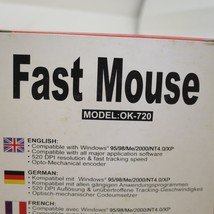 Fast Mouse
MODEL:OK-720
ENGLISH:
• Compatible with Windows® 95/98/Me/2000/NT4.0/XP
• Compatible with all major application software
• 520 DPI resolution & fast tracking speed
• Opto-Mechanical encoder
GERMAN:
• Kompatibel mit Windows® 95/98/Me/2000/NT4.0/XP
• Kompatibel mit allen gängigen Anwendungsprogrammen
• 520 DPI Auflösung & unübertroffene Tracking-Geschwindigkeit
• Optisch-mechanischer Codeumsetzer
FRENCH:
avec Windows® 95/98/Me/2000/NT4.0/XP